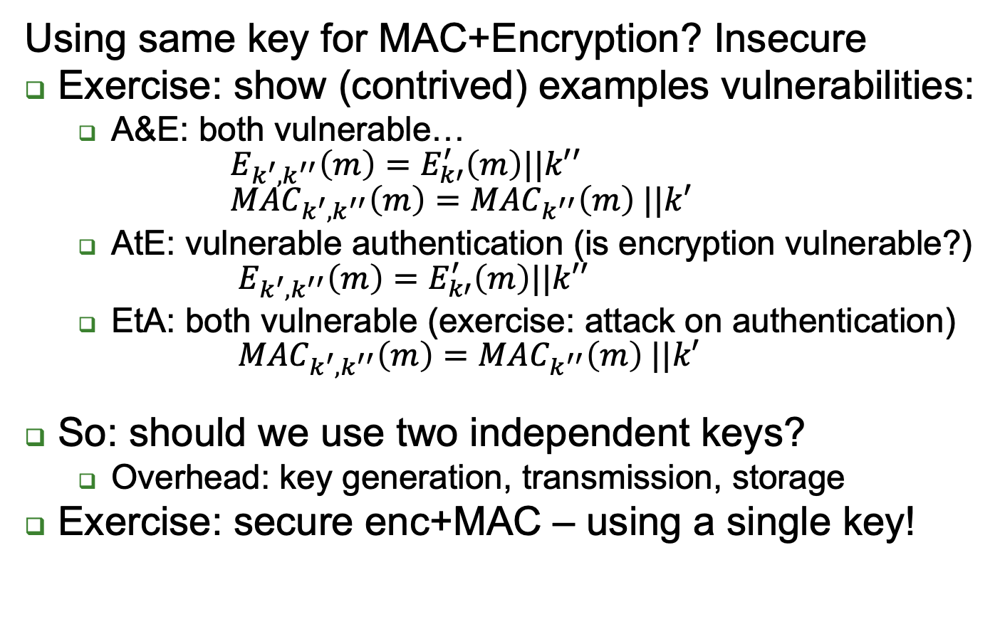 Using same key for MAC+Encryption? Insecure
❑ Exercise: show (contrived) examples vulnerabilities:
❑ A&E: both vulnerable…
E_{k′,k′′}(m) = E′_{k′}(m)||k′′
MAC_{k′,k′′}(m) = MAC_{k′′}(m) ||k′
❑ AtE: vulnerable authentication (is encryption vulnerable?)
E_{k′,k′′}(m) = E′_{k′}(m)||k′′
❑ EtA: both vulnerable (exercise: attack on authentication)
MAC_{k′,k′′}(m) = MAC_{k′′}(m) ||k′
❑ So: should we use two independent keys?
❑ Overhead: key generation, transmission, storage
❑ Exercise: secure enc+MAC – using a single key!